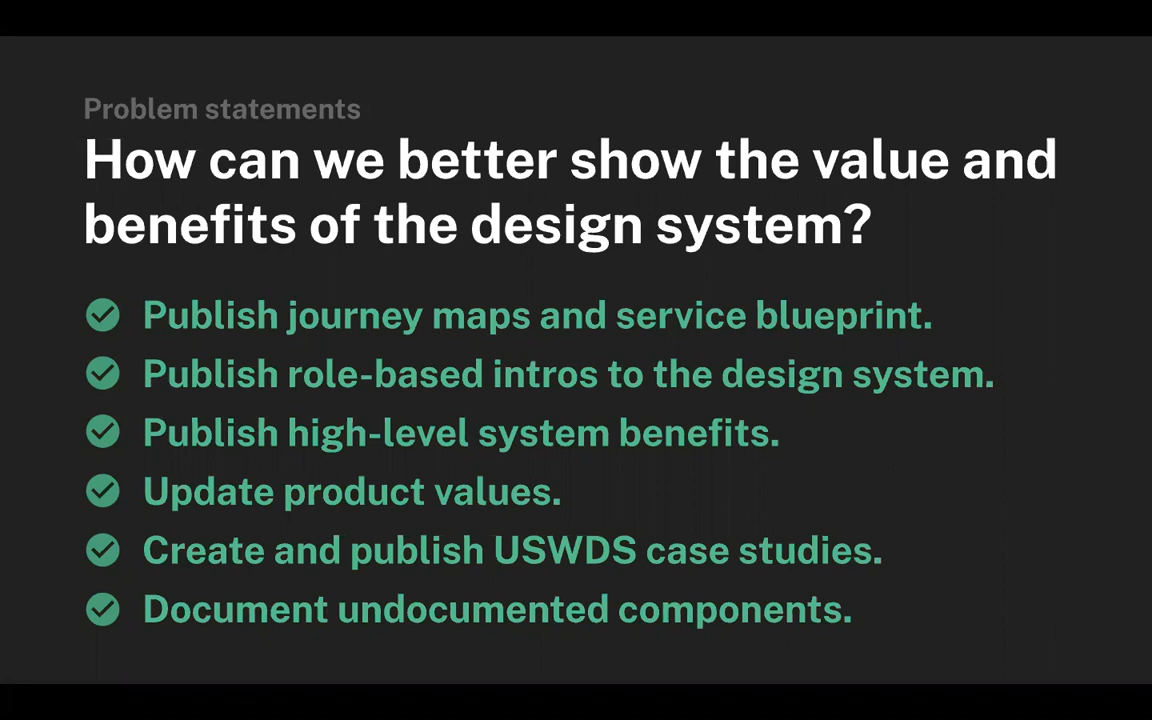 Problem statements
How can we better show the value and
benefits of the design system?
Publish journey maps and service blueprint.
Publish role-based intros to the design system.
Publish high-level system benefits.
Update product values.
Create and publish USWDS case studies.
Document undocumented components.